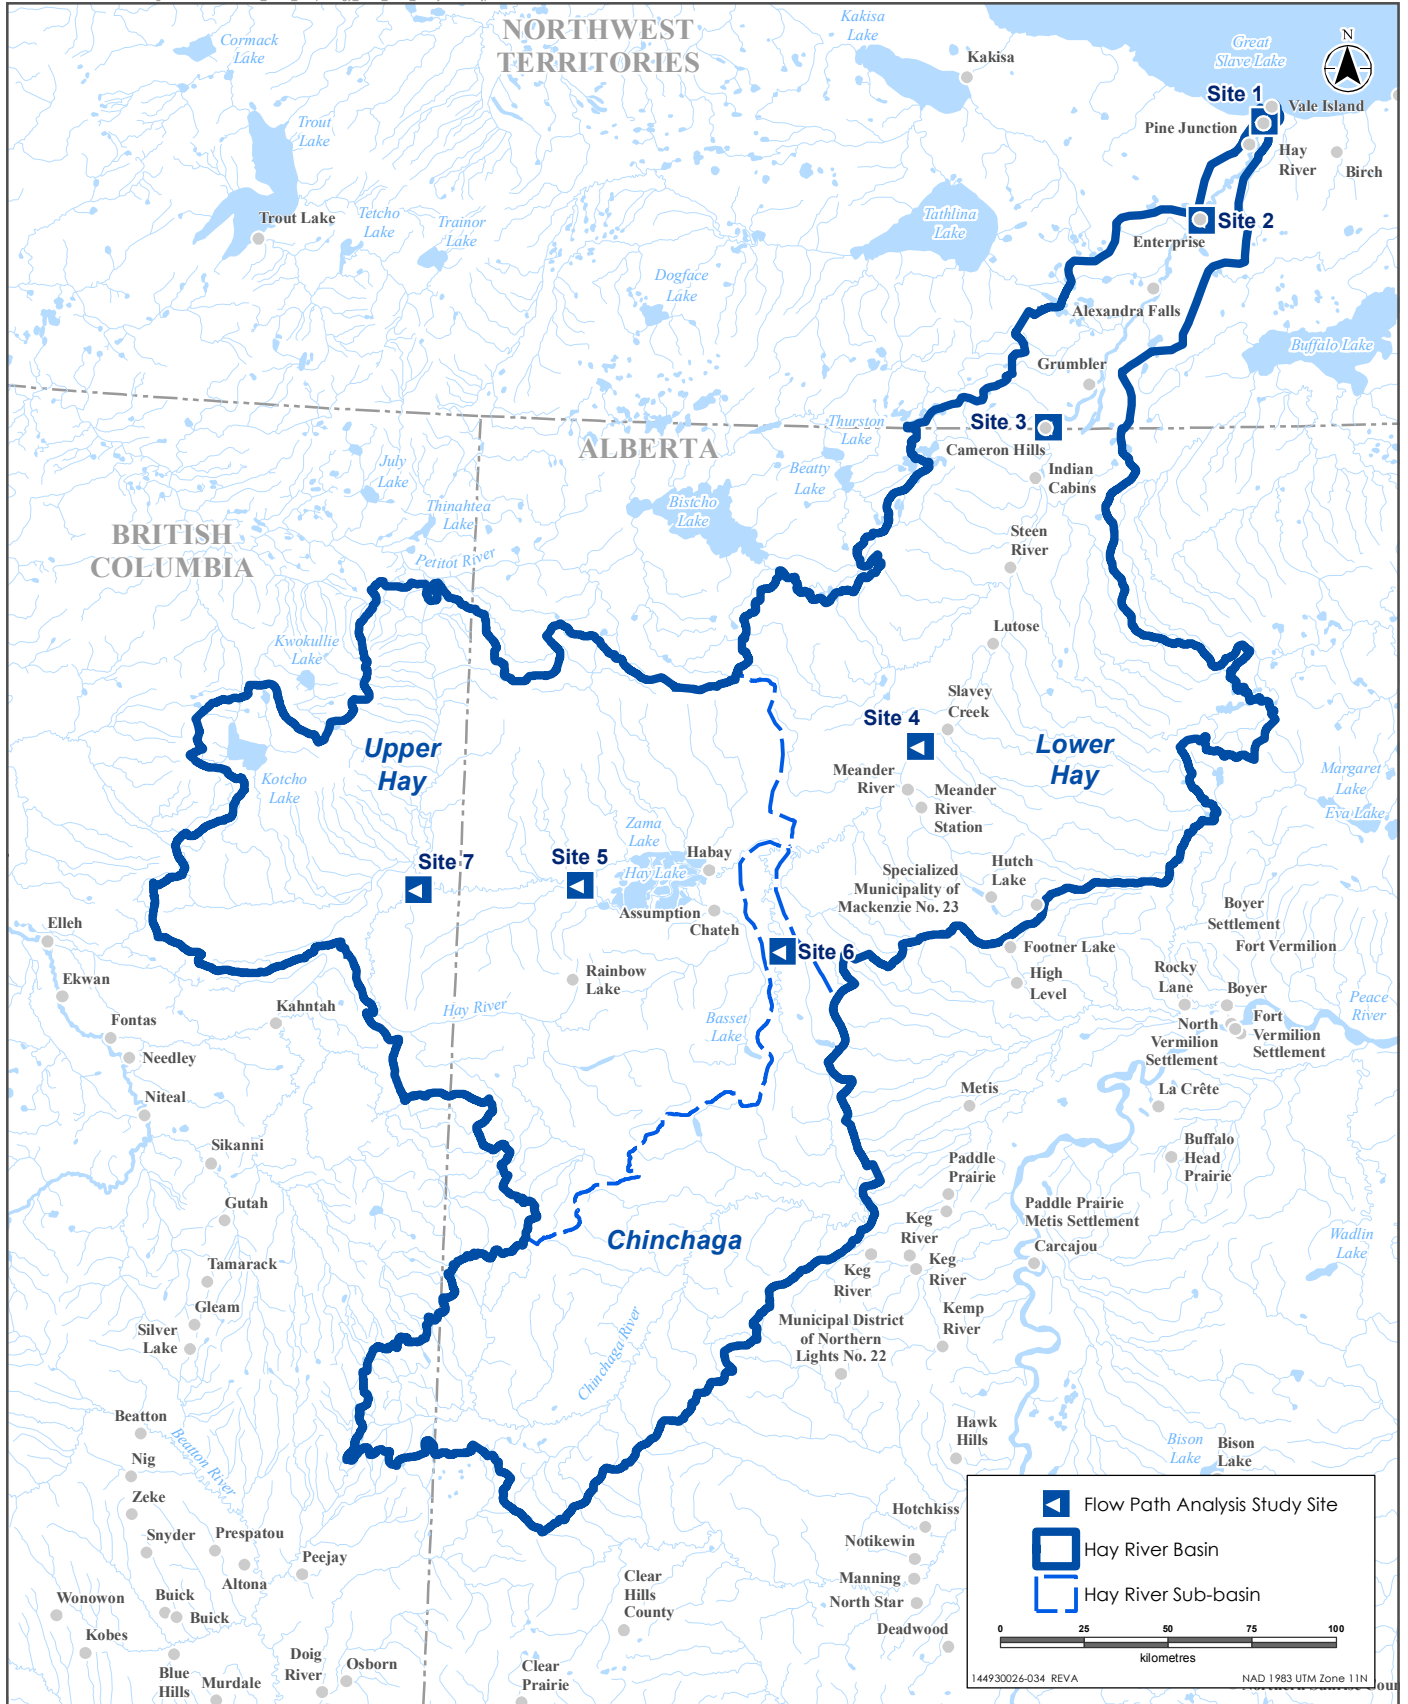 NORTHWEST
TERRITORIES
Cormack
Lake
Kakisa
Lake
Kakisa
Great
Slave Lake
N
Site 1
Vale Island
Pine Junction
Hay
River
Birch
Trout
Lake
Trout Lake
Tetcho
Lake
Trainor
Lake
Tathlina
Lake
Site 2
Enterprise
Dogface
Lake
Alexandra Falls
Buffalo Lake
Grumbler
Site 3
Cameron Hills
Thurston
Lake
ALBERTA
Beatty
Lake
Indian
Cabins
July
Lake
Thinahtea
Lake
Bistcho
Lake
Steen
River
BRITISH
COLUMBIA
Petitot River
Kwokullie
Lake
Lutose
Slavey
Creek
Site 4
Upper
Hay
Lower
Hay
Kotcho
Lake
Meander
River
Meander
River
Station
Margaret
Lake
Eva Lake
Zama
Lake
Habay
Site 7
Site 5
Hay Lake
Hutch
Lake
Specialized
Municipality of
Mackenzie No. 23
Assumption
Chateh
Boyer
Settlement
Elleh
Site 6
Footner Lake
Fort Vermilion
Ekwan
Rainbow
Lake
High
Level
Rocky
Lane
Boyer
Peace
River
Kahntah
Hay River
Basset
Lake
Fontas
North
Vermilion
Settlement
Fort
Vermilion
Settlement
Needley
Niteal
Metis
La Crête
Sikanni
Buffalo
Head
Prairie
Paddle
Prairie
Gutah
Paddle Prairie
Metis Settlement
Keg
River
Chinchaga
Carcajou
Wadlin
Lake
Tamarack
Keg
River
Keg
River
Gleam
Silver
Lake
Kemp
River
Municipal District
of Northern
Lights No. 22
Chinchaga River
Beatton
Beatton River
Hawk
Hills
Bison
Lake
Bison
Lake
Nig
Zeke
Hotchkiss
Snyder
Prespatou
Notikewin
Altona
Peejay
Manning
Clear
Hills
County
Wonowon
Buick
Buick
North Star
Kobes
Deadwood
Blue
Hills
Murdale
Doig
River
Osborn
Clear
Prairie
Flow Path Analysis Study Site
Hay River Basin
Hay River Sub-basin
0 25 50 75 100
kilometres
144930026-034 REVA
NAD 1983 UTM Zone 11N